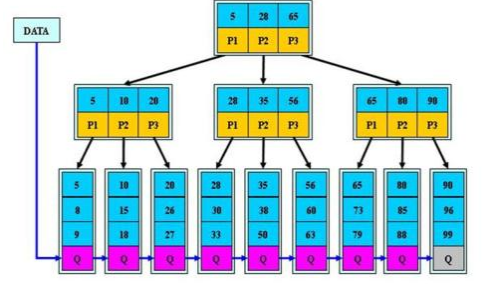 5 28 65
DATA
P1 P2 P3
5 10 20
28 35 56
65 80 90
P1 P2 P3
P1 P2 P3
P1 P2 P3
5 10 20 28 35 56 65 80 90
8 15 26 30 38 60 73 85 96
9 18 27 33 50 63 79 88 99
Q Q Q Q Q Q Q Q Q